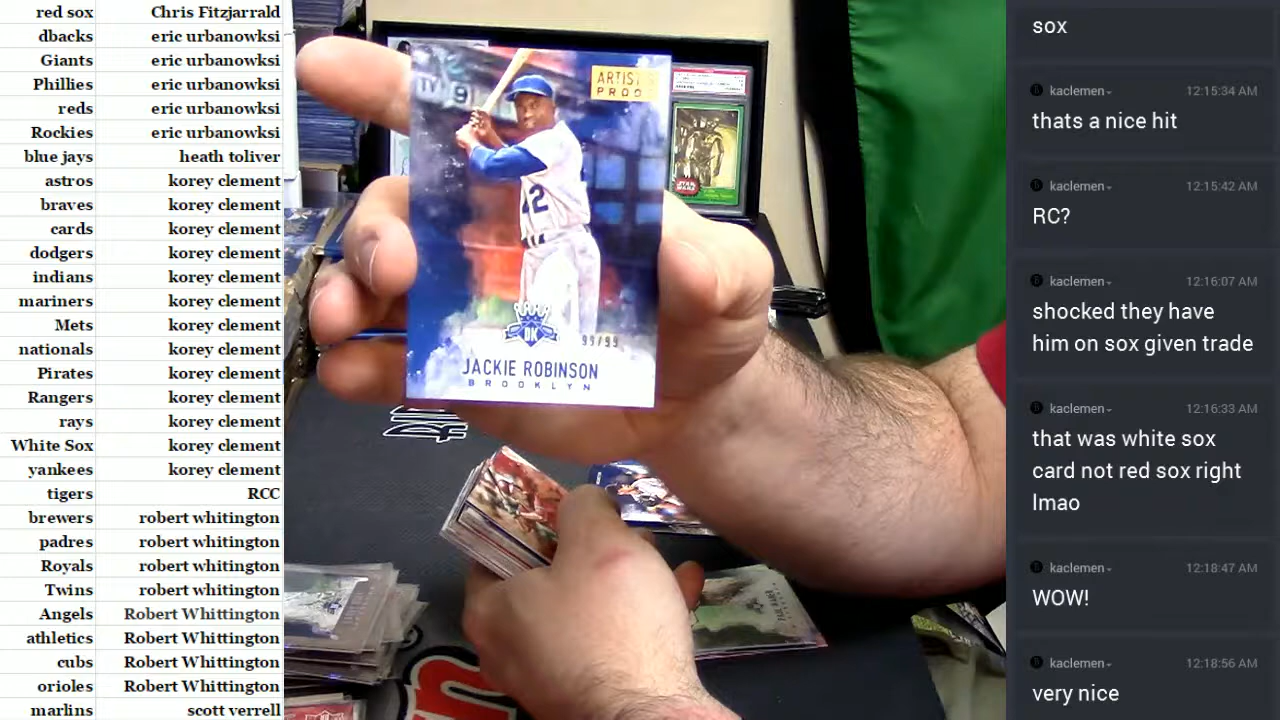 red sox Chris Fitzjarrald
dbacks eric urbanowksi
Giants eric urbanowksi
Phillies eric urbanowksi
reds eric urbanowksi
Rockies eric urbanowksi
blue jays heath toliver
astros korey clement
braves korey clement
cards korey clement
dodgers korey clement
indians korey clement
mariners korey clement
Mets korey clement
nationals korey clement
Pirates korey clement
Rangers korey clement
rays korey clement
White Sox korey clement
yankees korey clement
tigers RCC
brewers robert whitington
padres robert whitington
Royals robert whitington
Twins robert whitington
Angels Robert Whittington
athletics Robert Whittington
cubs Robert Whittington
orioles Robert Whittington
marlins scott verrell
ARTIST'S
PROOF
42
DK
99/99
JACKIE ROBINSON
BROOKLYN
STAR
WARS
sox
kaclemen 12:15:34 AM
thats a nice hit
kaclemen 12:15:42 AM
RC?
kaclemen 12:16:07 AM
shocked they have
him on sox given trade
kaclemen 12:16:33 AM
that was white sox
card not red sox right
lmao
kaclemen 12:18:47 AM
WOW!
kaclemen 12:18:56 AM
very nice